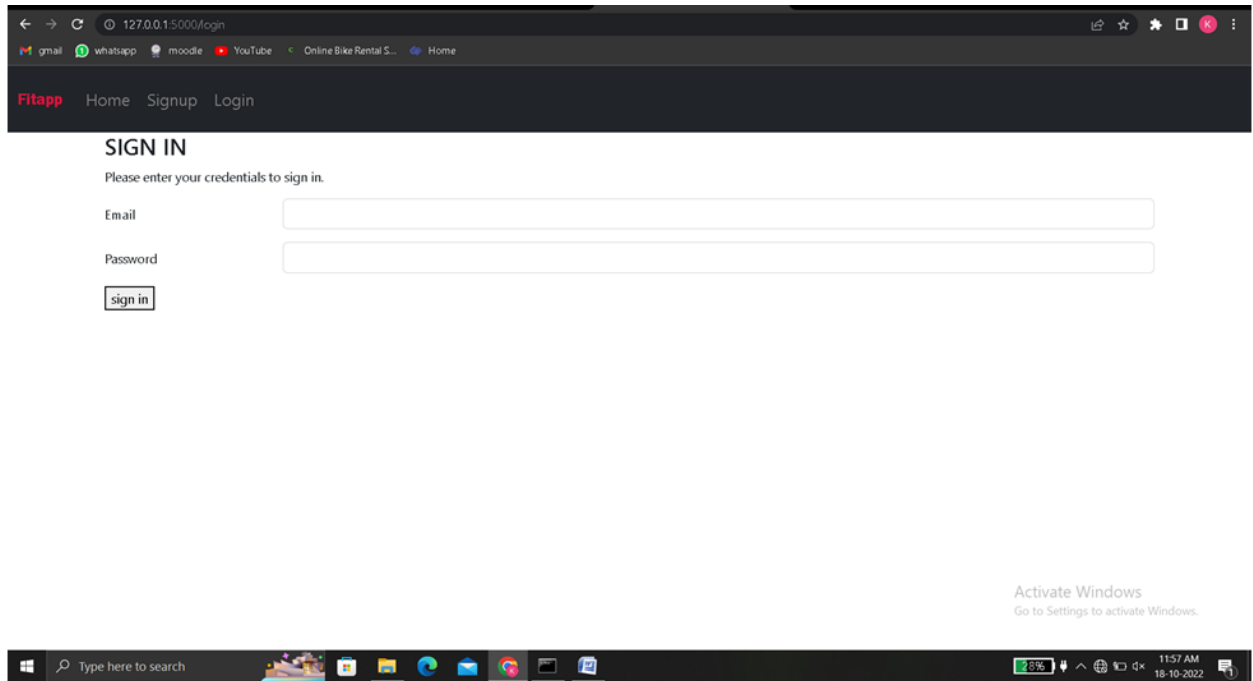 127.0.0.1:5000/login
K
gmail whatsapp moodle YouTube Online Bike Rental S... Home
Fitapp Home Signup Login
SIGN IN
Please enter your credentials to sign in.
Email
Password
sign in
Activate Windows
Go to Settings to activate Windows.
Type here to search
28%
11:57 AM
18-10-2022
1